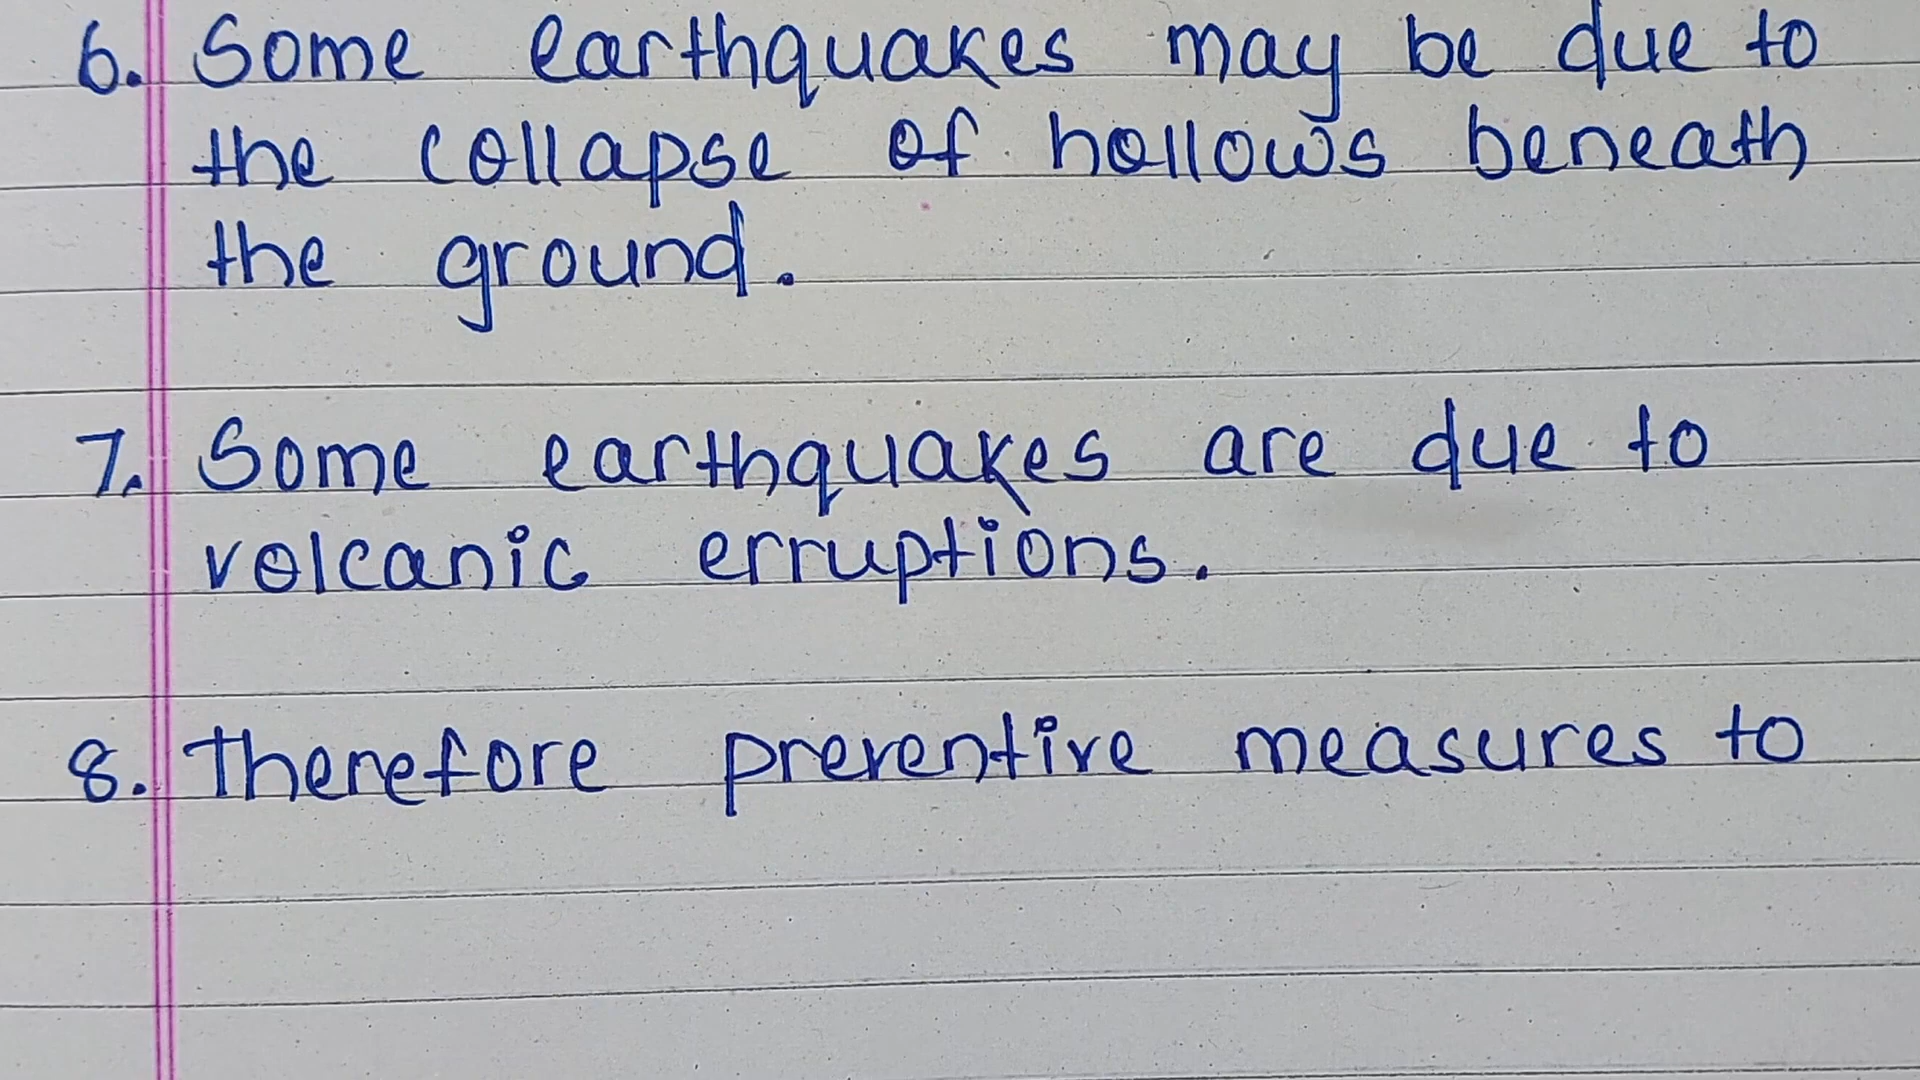 6. Some earthquakes may be due to
the collapse of hollows beneath
the ground.
7. Some earthquakes are due to
volcanic erruptions.
8. Therefore preventive measures to